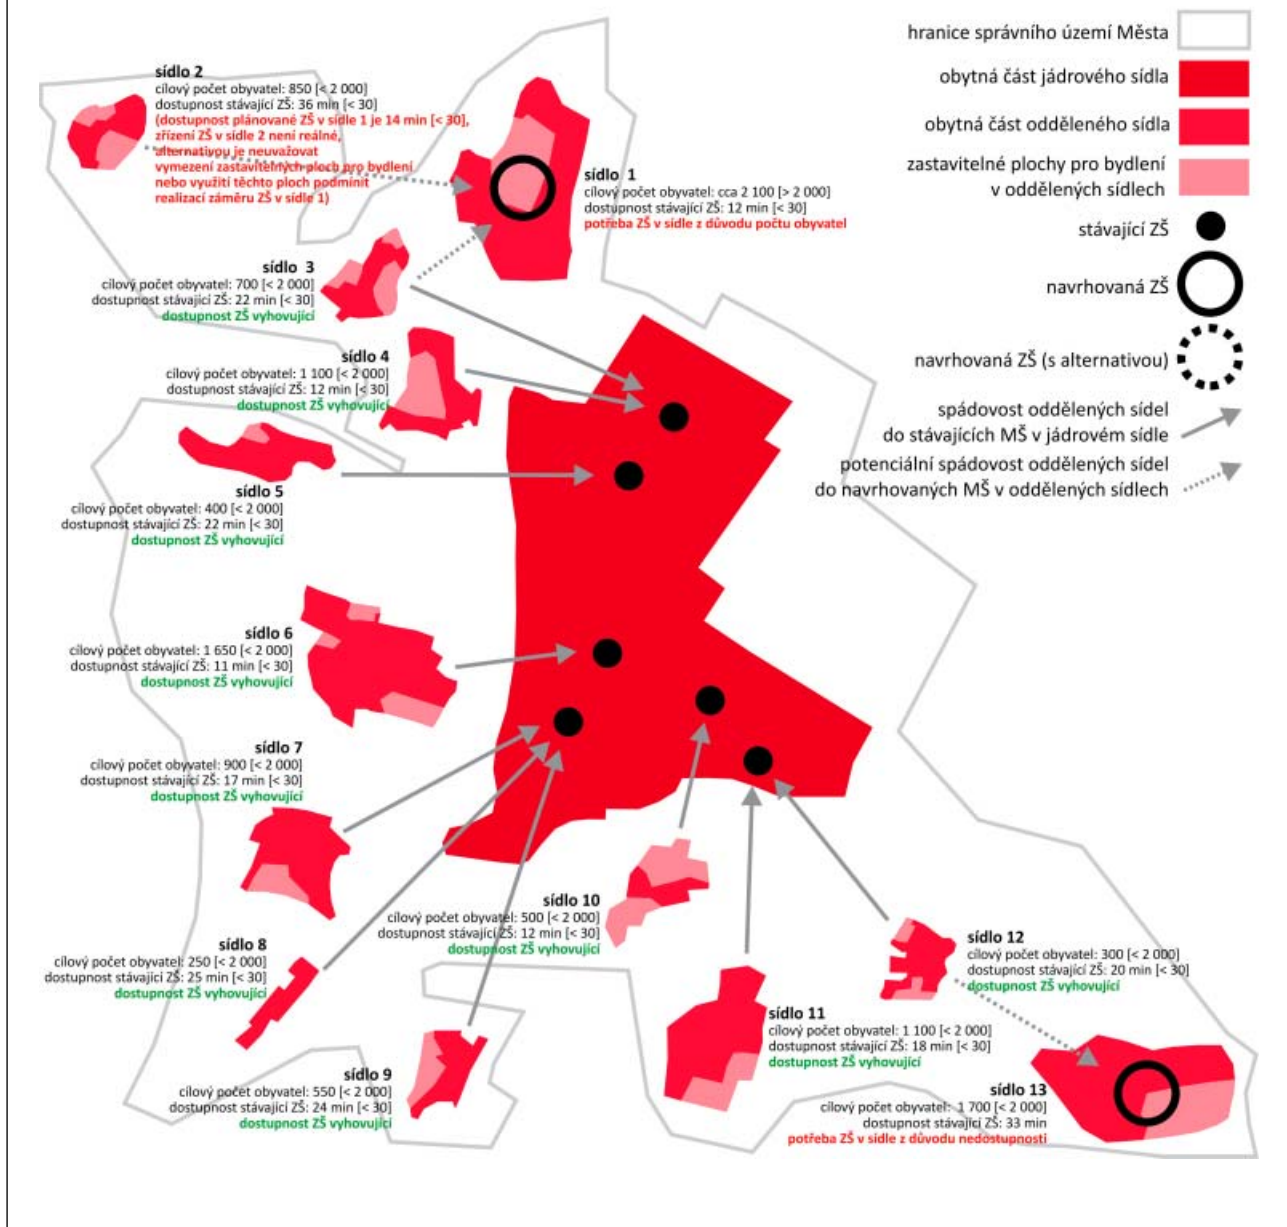 hranice správního území Města
obytná část jádrového sídla
obytná část odděleného sídla
zastavitelné plochy pro bydlení
v oddělených sídlech
stávající ZŠ
navrhovaná ZŠ
navrhovaná ZŠ (s alternativou)
spádovost oddělených sídel
do stávajících MŠ v jádrovém sídle
potenciální spádovost oddělených sídel
do navrhovaných MŠ v oddělených sídlech
sídlo 2
cílový počet obyvatel: 850 [< 2 000]
dostupnost stávající ZŠ: 36 min [< 30]
(dostupnost plánované ZŠ v sídle 1 je 14 min [< 30],
zřízení ZŠ v sídle 2 není reálné,
alternativou je neuvažovat
vymezení zastavitelných ploch pro bydlení
nebo využití těchto ploch podmínit
realizací záměru ZŠ v sídle 1)
sídlo 1
cílový počet obyvatel: cca 2 100 [> 2 000]
dostupnost stávající ZŠ: 12 min [< 30]
potřeba ZŠ v sídle z důvodu počtu obyvatel
sídlo 3
cílový počet obyvatel: 700 [< 2 000]
dostupnost stávající ZŠ: 22 min [< 30]
dostupnost ZŠ vyhovující
sídlo 4
cílový počet obyvatel: 1 100 [< 2 000]
dostupnost stávající ZŠ: 12 min [< 30]
dostupnost ZŠ vyhovující
sídlo 5
cílový počet obyvatel: 400 [< 2 000]
dostupnost stávající ZŠ: 22 min [< 30]
dostupnost ZŠ vyhovující
sídlo 6
cílový počet obyvatel: 1 650 [< 2 000]
dostupnost stávající ZŠ: 11 min [< 30]
dostupnost ZŠ vyhovující
sídlo 7
cílový počet obyvatel: 900 [< 2 000]
dostupnost stávající ZŠ: 17 min [< 30]
dostupnost ZŠ vyhovující
sídlo 8
cílový počet obyvatel: 250 [< 2 000]
dostupnost stávající ZŠ: 25 min [< 30]
dostupnost ZŠ vyhovující
sídlo 9
cílový počet obyvatel: 550 [< 2 000]
dostupnost stávající ZŠ: 24 min [< 30]
dostupnost ZŠ vyhovující
sídlo 10
cílový počet obyvatel: 500 [< 2 000]
dostupnost stávající ZŠ: 12 min [< 30]
dostupnost ZŠ vyhovující
sídlo 11
cílový počet obyvatel: 1 100 [< 2 000]
dostupnost stávající ZŠ: 18 min [< 30]
dostupnost ZŠ vyhovující
sídlo 12
cílový počet obyvatel: 300 [< 2 000]
dostupnost stávající ZŠ: 20 min [< 30]
dostupnost ZŠ vyhovující
sídlo 13
cílový počet obyvatel: 1 700 [< 2 000]
dostupnost stávající ZŠ: 33 min
potřeba ZŠ v sídle z důvodu nedostupnosti